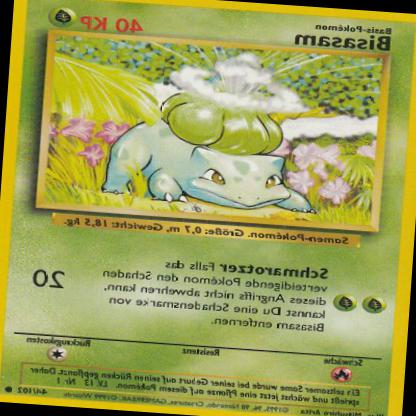 Basis-Pokémon
Bisasam
40 KP
Samen-Pokémon. Größe: 0,7, m, Gewicht: 18,5 kg.
Schmarotzer Falls das
verteidigende Pokémon den Schaden
dieses Angriffs nicht abwehren kann,
kannst Du eine Schadensmarke von
Bisasam entfernen.
20
Schwäche
Resistenz
Rückzugskosten
Ein seltsamer Same wurde bei seiner Geburt auf seinen Rücken gepflanzt. Daher
sprießt und wächst jetzt eine Pflanze aus diesem Pokémon. LV. 13 Nr. 1
44/102